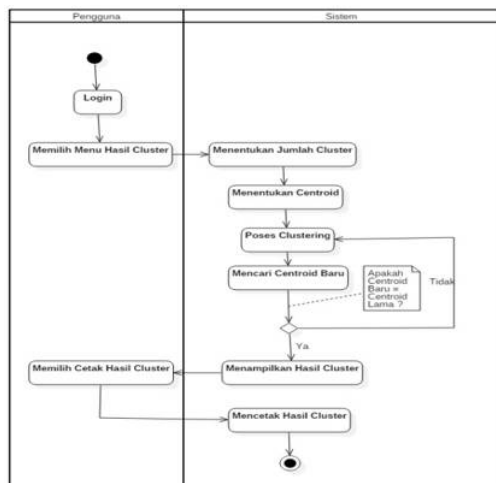 Pengguna
Sistem
Login
Memilih Menu Hasil Cluster
Menentukan Jumlah Cluster
Menentukan Centroid
Poses Clustering
Mencari Centroid Baru
Apakah
Centroid
Baru =
Centroid
Lama ?
Tidak
Ya
Memilih Cetak Hasil Cluster
Menampilkan Hasil Cluster
Mencetak Hasil Cluster